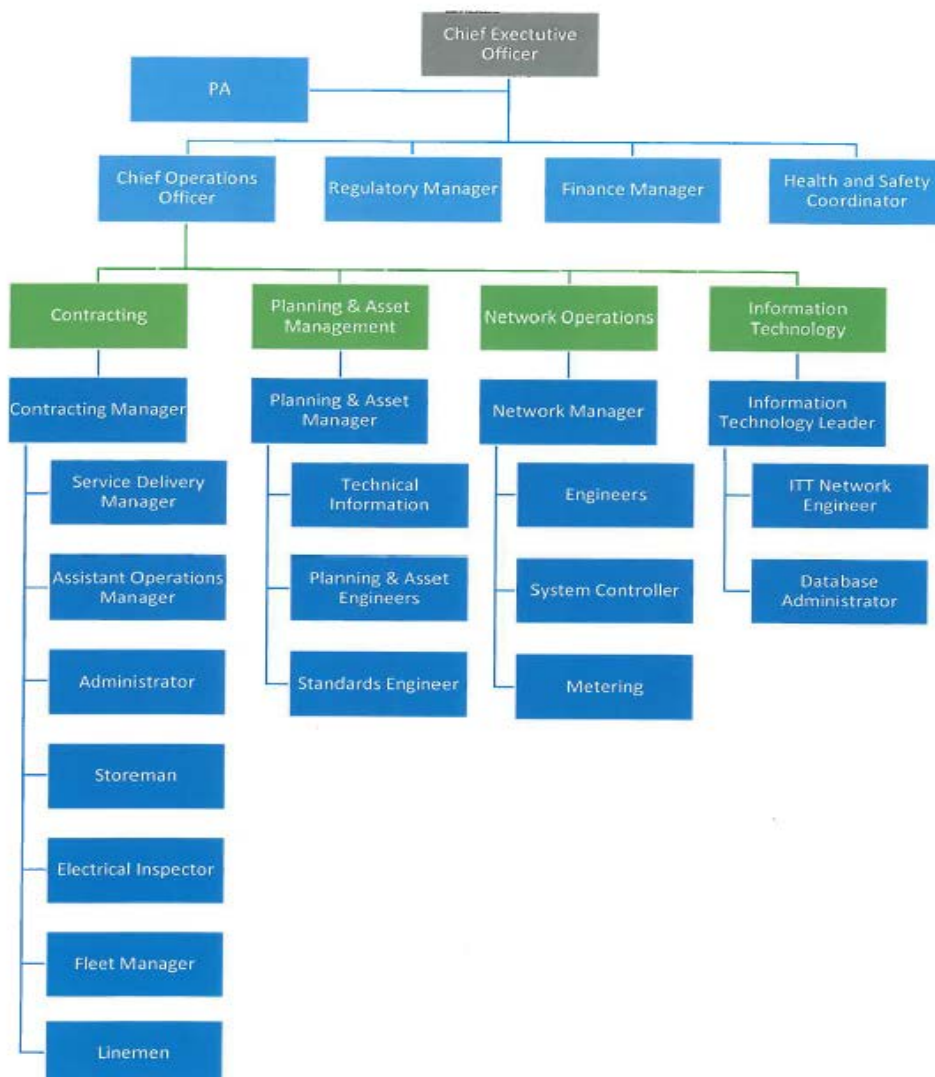 Chief Exectutive
Officer
PA
Chief Operations
Officer
Regulatory Manager
Finance Manager
Health and Safety
Coordinator
Contracting
Planning & Asset
Management
Network Operations
Information
Technology
Contracting Manager
Planning & Asset
Manager
Network Manager
Information
Technology Leader
Service Delivery
Manager
Technical
Information
Engineers
ITT Network
Engineer
Assistant Operations
Manager
Planning & Asset
Engineers
System Controller
Database
Administrator
Administrator
Standards Engineer
Metering
Storeman
Electrical Inspector
Fleet Manager
Linemen